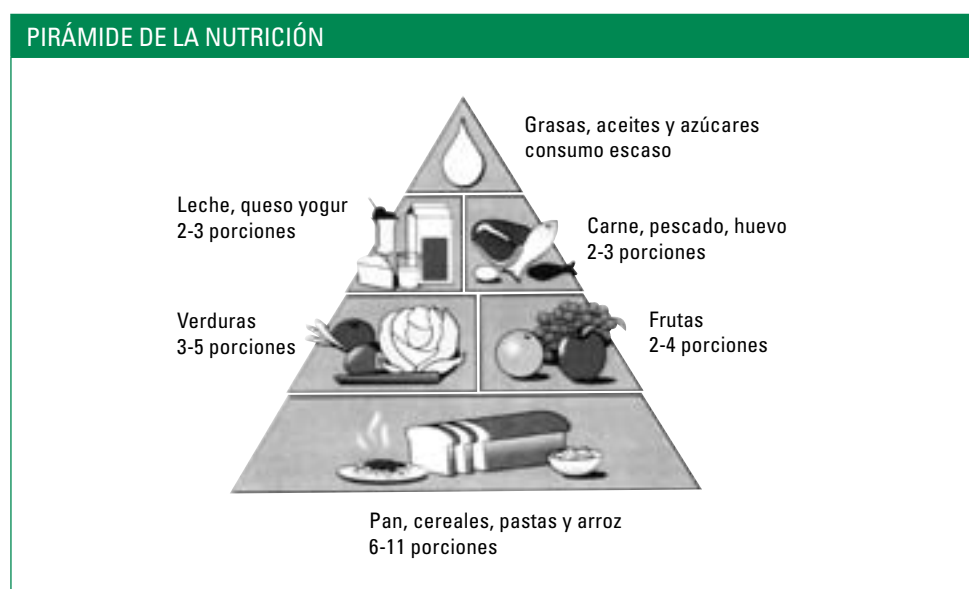 PIRÁMIDE DE LA NUTRICIÓN
Grasas, aceites y azúcares
consumo escaso
Leche, queso yogur
2-3 porciones
Carne, pescado, huevo
2-3 porciones
Verduras
3-5 porciones
Frutas
2-4 porciones
Pan, cereales, pastas y arroz
6-11 porciones